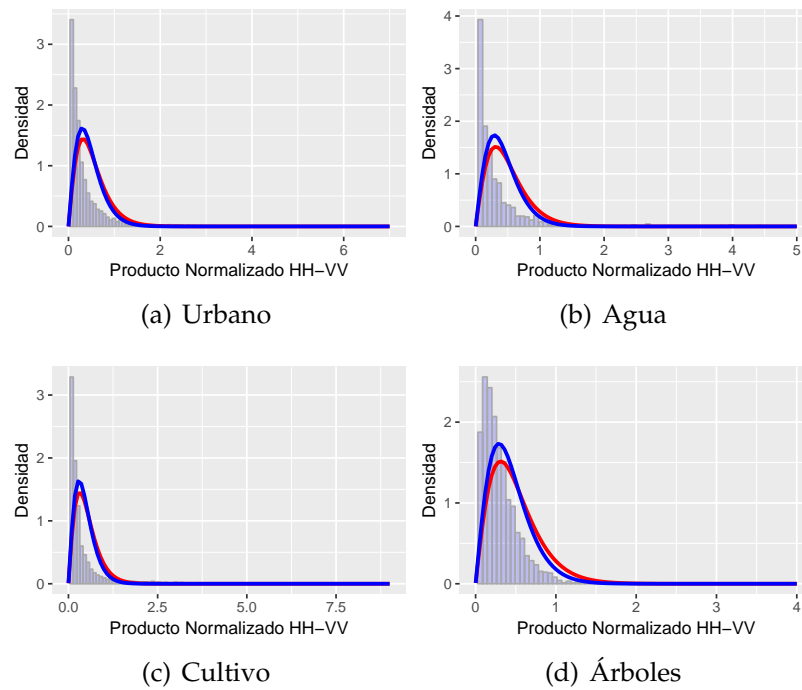 Densidad
3
2
1
0
0
2
4
6
Producto Normalizado HH−VV
(a) Urbano
Densidad
4
3
2
1
0
0
1
2
3
4
5
Producto Normalizado HH−VV
(b) Agua
Densidad
3
2
1
0
0.0
2.5
5.0
7.5
Producto Normalizado HH−VV
(c) Cultivo
Densidad
2
1
0
0
1
2
3
4
Producto Normalizado HH−VV
(d) Árboles